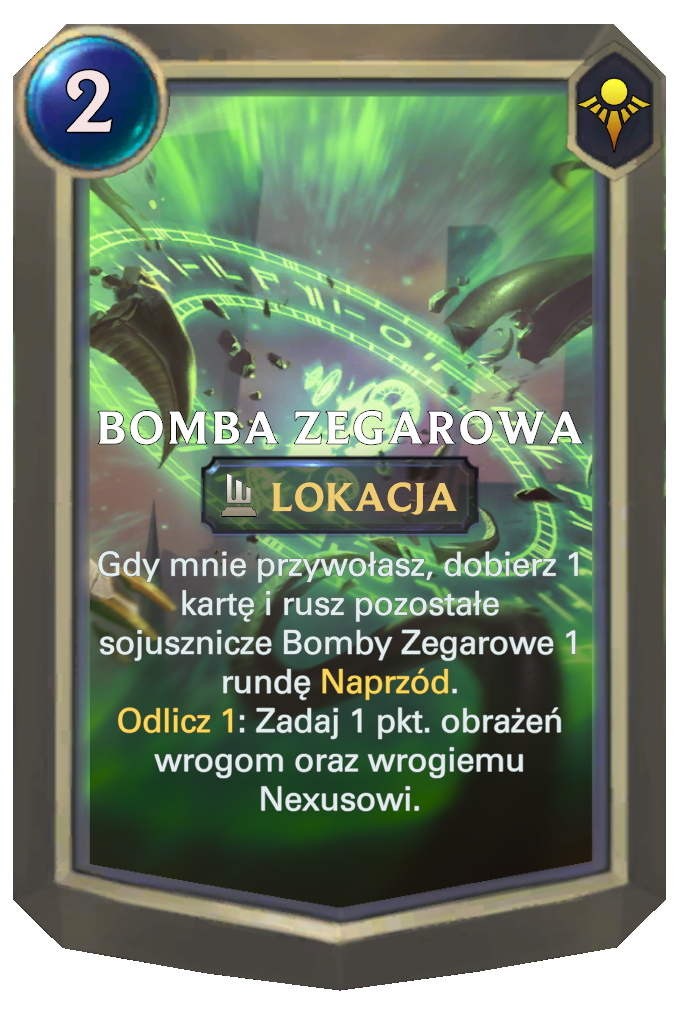 2
BOMBA ZEGAROWA
LOKACJA
Gdy mnie przywołasz, dobierz 1
kartę i rusz pozostałe
sojusznicze Bomby Zegarowe 1
rundę Naprzód.
Odlicz 1: Zadaj 1 pkt. obrażeń
wrogom oraz wrogiemu
Nexusowi.